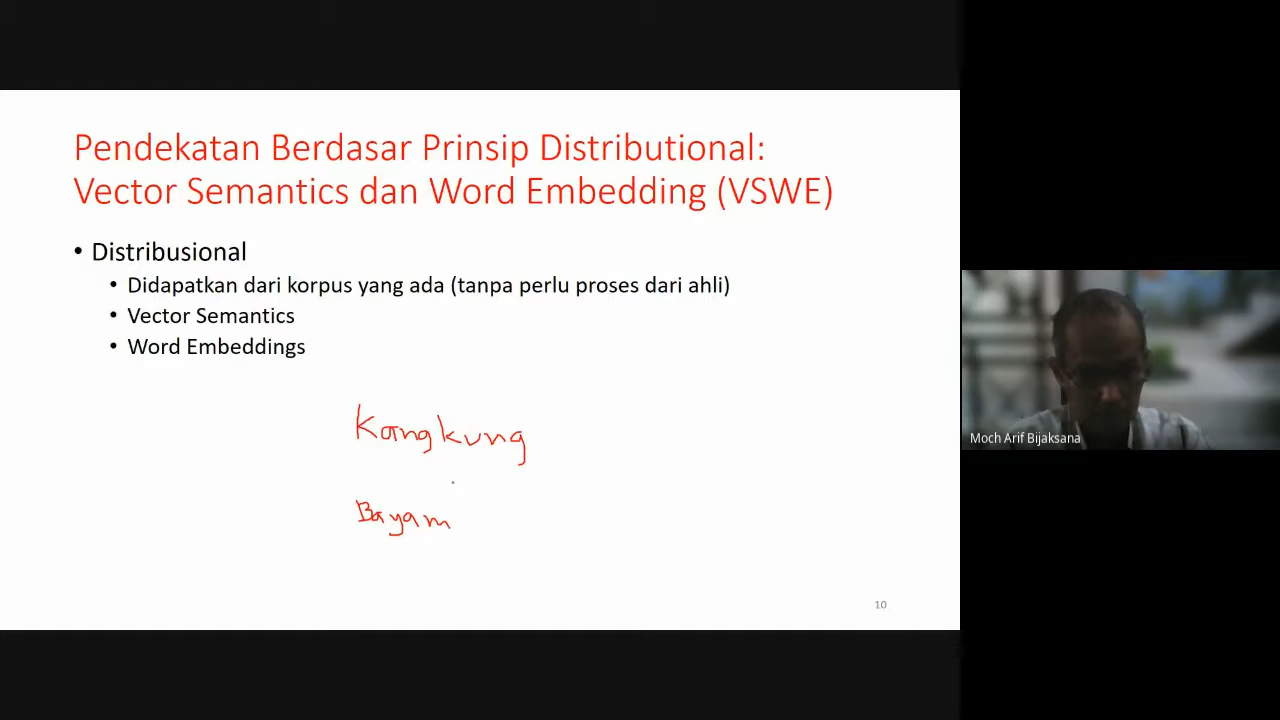 Pendekatan Berdasar Prinsip Distributional:
Vector Semantics dan Word Embedding (VSWE)
• Distribusional
• Didapatkan dari korpus yang ada (tanpa perlu proses dari ahli)
• Vector Semantics
• Word Embeddings
Kangkung
Bayam
10
Moch Arif Bijaksana